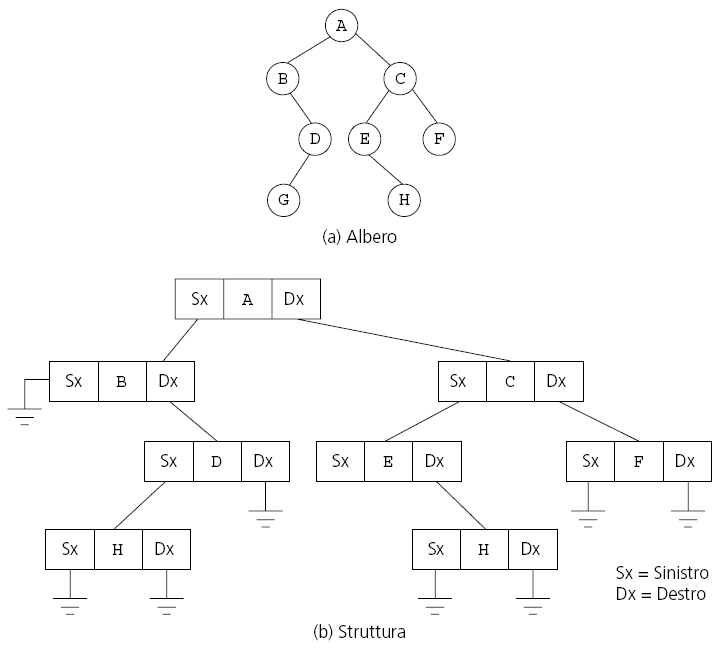 A
B C
D E F
G H
(a) Albero
Sx A Dx
Sx B Dx Sx C Dx
Sx D Dx Sx E Dx Sx F Dx
Sx H Dx Sx H Dx
Sx = Sinistro
Dx = Destro
(b) Struttura